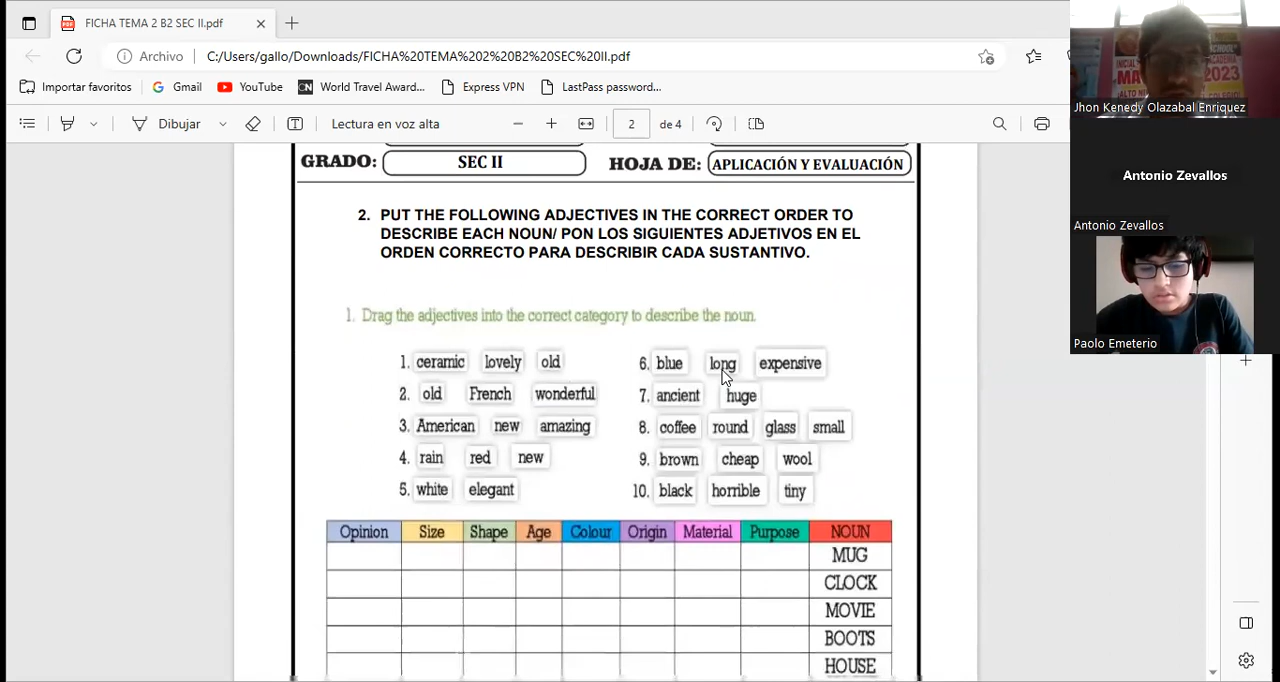 FICHA TEMA 2 B2 SEC II.pdf
Archivo C:/Users/gallo/Downloads/FICHA%20TEMA%202%20B2%20SEC%20II.pdf
Importar favoritos Gmail YouTube CN World Travel Award... Express VPN LastPass password...
Dibujar Lectura en voz alta 2 de 4
GRADO: SEC II HOJA DE: APLICACIÓN Y EVALUACIÓN
2. PUT THE FOLLOWING ADJECTIVES IN THE CORRECT ORDER TO
DESCRIBE EACH NOUN/ PON LOS SIGUIENTES ADJETIVOS EN EL
ORDEN CORRECTO PARA DESCRIBIR CADA SUSTANTIVO.
1. Drag the adjectives into the correct category to describe the noun.
1. ceramic lovely old
2. old French wonderful
3. American new amazing
4. rain red new
5. white elegant
6. blue long expensive
7. ancient huge
8. coffee round glass small
9. brown cheap wool
10. black horrible tiny
Opinion Size Shape Age Colour Origin Material Purpose NOUN
MUG
CLOCK
MOVIE
BOOTS
HOUSE
INICIAL
MA
2023
Jhon Kenedy Olazabal Enriquez
Antonio Zevallos
Antonio Zevallos
Paolo Emeterio